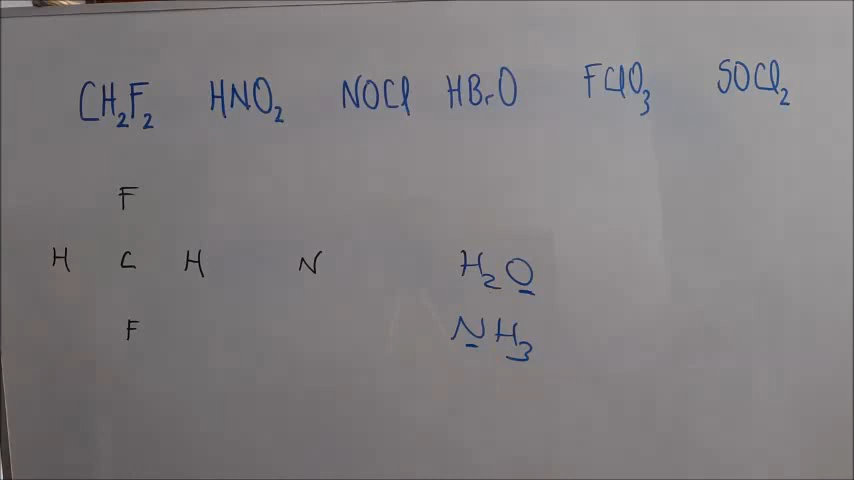 CH₂F₂ HNO₂ NOCl HBrO FClO₃ SOCl₂
F
H C H N H₂O
F NH₃